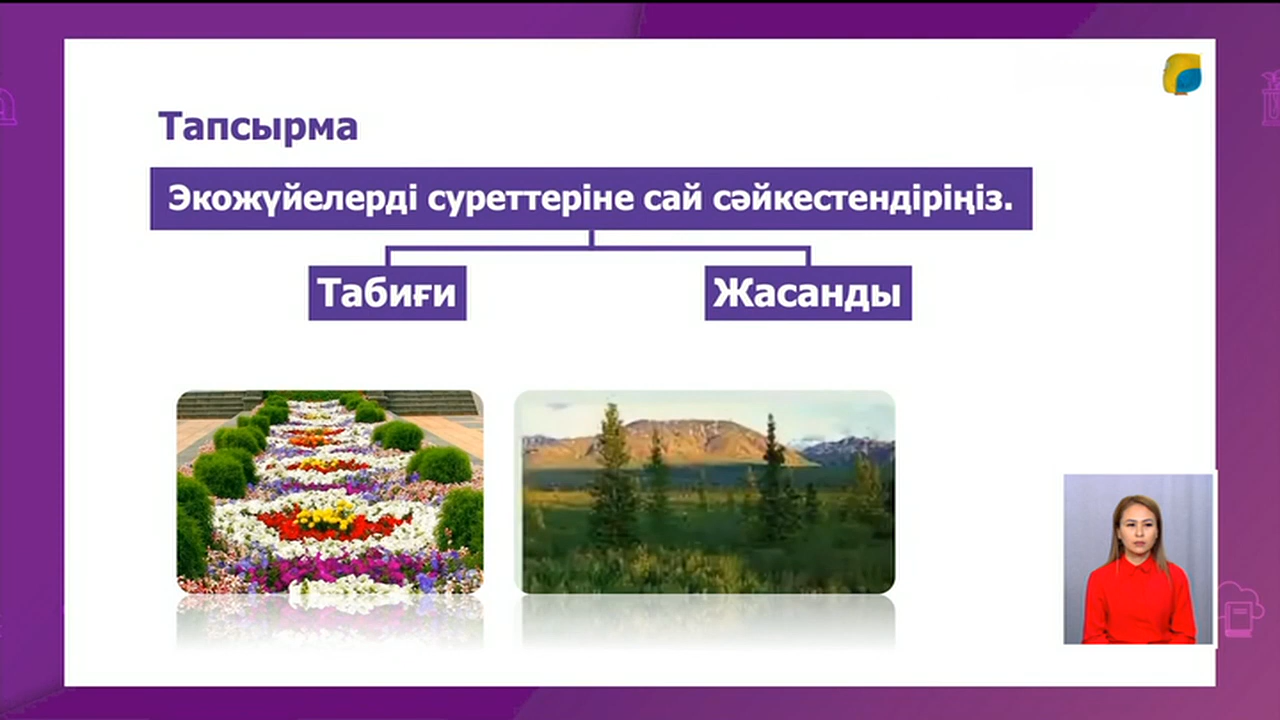 Тапсырма
Экожүйелерді суреттеріне сай сәйкестендіріңіз.
Табиғи
Жасанды